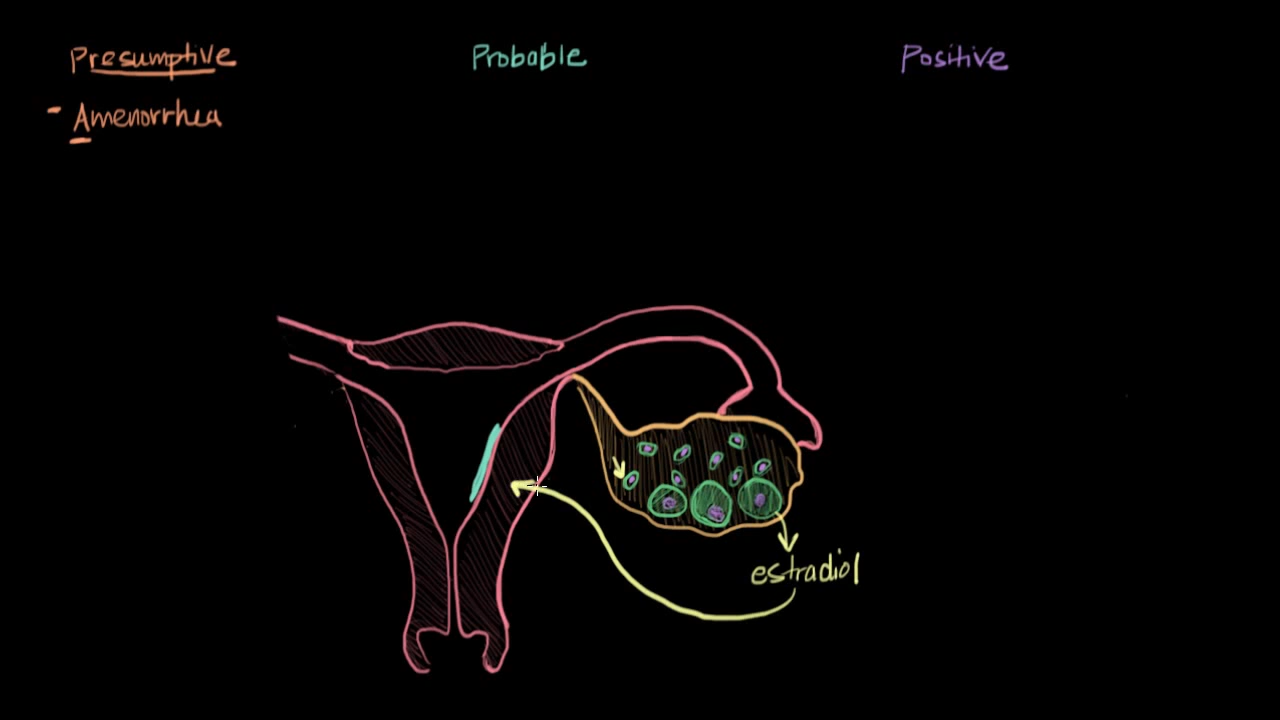 Presumptive
Probable
Positive
- Amenorrhea
estradiol